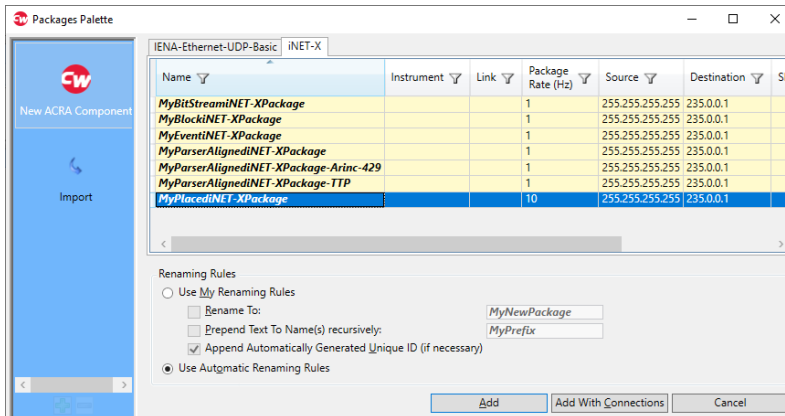 Packages Palette
New ACRA Component
Import
IENA-Ethernet-UDP-Basic iNET-X
Name Instrument Link Package Rate (Hz) Source Destination
MyBitStreamiNET-XPackage 1 255.255.255.255 235.0.0.1
MyBlockiNET-XPackage 1 255.255.255.255 235.0.0.1
MyEventiNET-XPackage 1 255.255.255.255 235.0.0.1
MyParserAlignediNET-XPackage 1 255.255.255.255 235.0.0.1
MyParserAlignediNET-XPackage-Arinc-429 1 255.255.255.255 235.0.0.1
MyParserAlignediNET-XPackage-TTP 1 255.255.255.255 235.0.0.1
MyPlacediNET-XPackage 10 255.255.255.255 235.0.0.1
Renaming Rules
Use My Renaming Rules
Rename To: MyNewPackage
Prepend Text To Name(s) recursively: MyPrefix
Append Automatically Generated Unique ID (if necessary)
Use Automatic Renaming Rules
Add Add With Connections Cancel